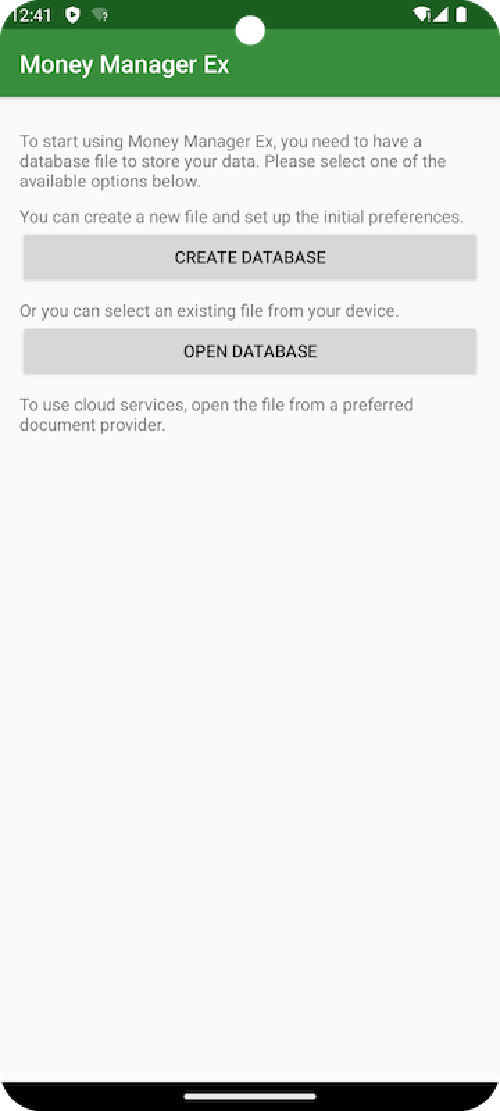 12:41
Money Manager Ex
To start using Money Manager Ex, you need to have a
database file to store your data. Please select one of the
available options below.
You can create a new file and set up the initial preferences.
CREATE DATABASE
Or you can select an existing file from your device.
OPEN DATABASE
To use cloud services, open the file from a preferred
document provider.